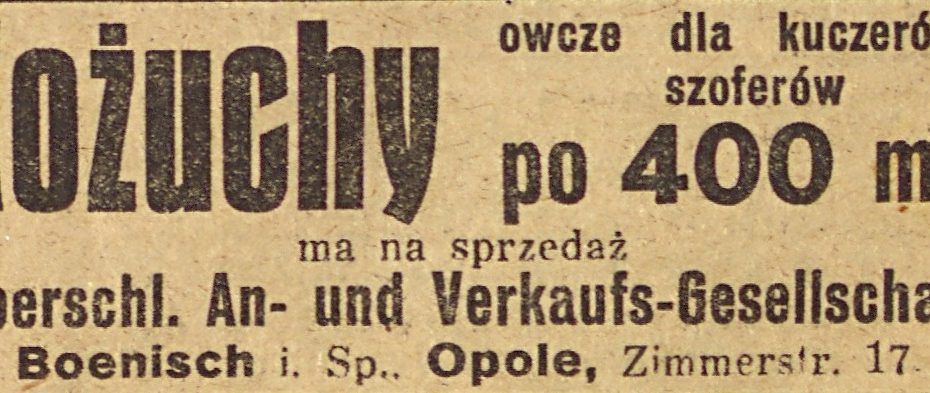 ożuchy owcze dla kuczeró
szoferów
po 400 m
ma na sprzedaż
berschl. An- und Verkaufs-Gesellscha
Boenisch i. Sp., Opole, Zimmerstr. 17.